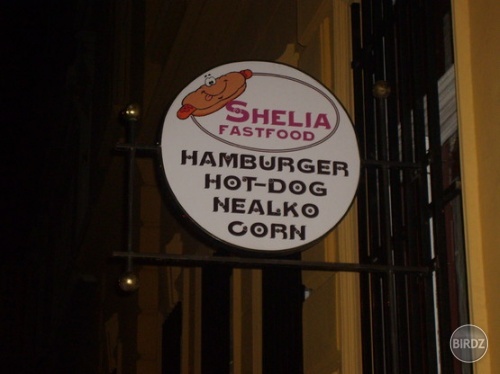 SHELIA
FASTFOOD
HAMBURGER
HOT-DOG
NEALKO
CORN
BiRDZ